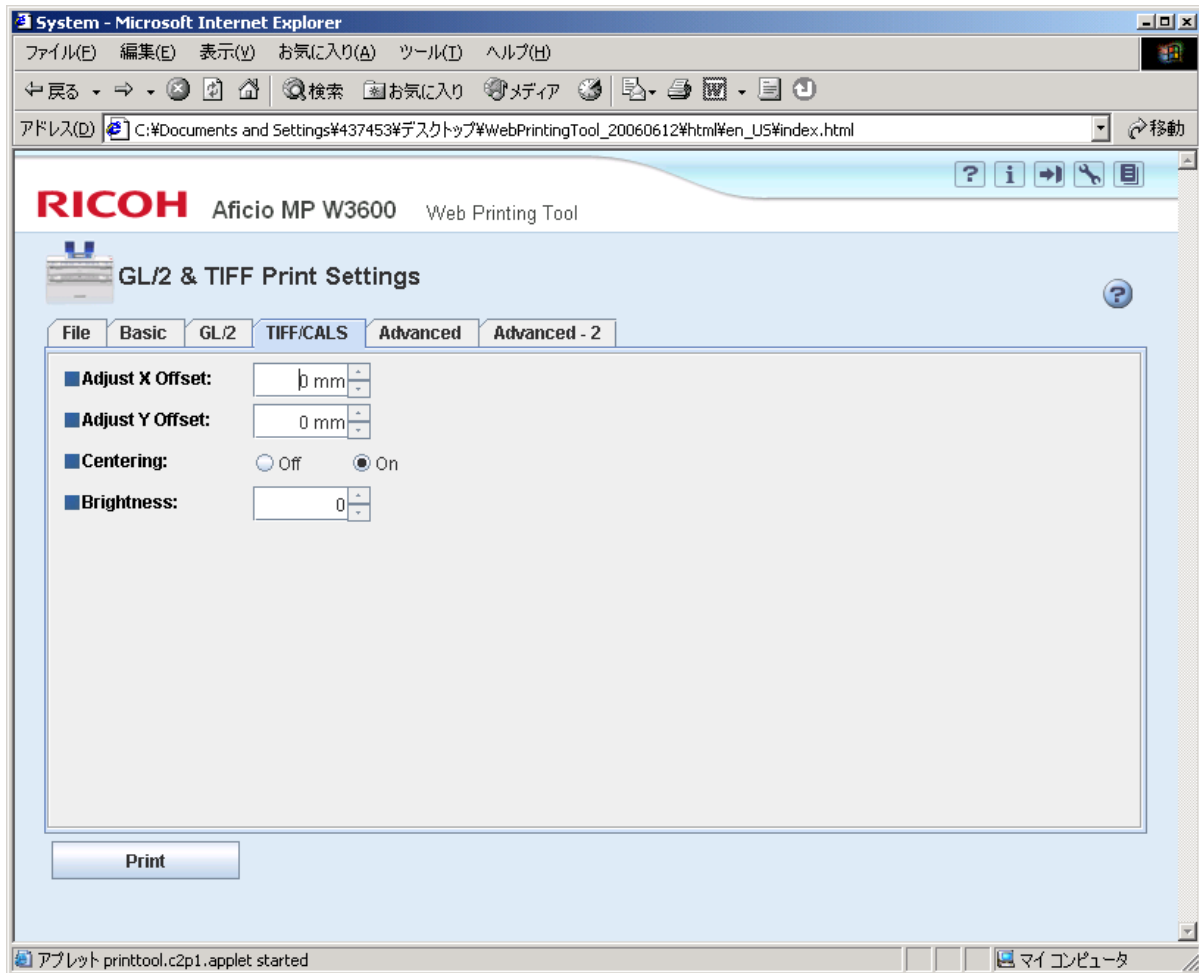 System - Microsoft Internet Explorer
ファイル(F) 編集(E) 表示(V) お気に入り(A) ツール(T) ヘルプ(H)
戻る 検索 お気に入り メディア
アドレス(D) C:¥Documents and Settings¥437453¥デスクトップ¥WebPrintingTool_20060612¥html¥en_US¥index.html 移動
RICOH Aficio MP W3600 Web Printing Tool
GL/2 & TIFF Print Settings
File Basic GL/2 TIFF/CALS Advanced Advanced - 2
Adjust X Offset: 0 mm
Adjust Y Offset: 0 mm
Centering: Off On
Brightness: 0
Print
アプレット printtool.c2p1.applet started マイ コンピュータ